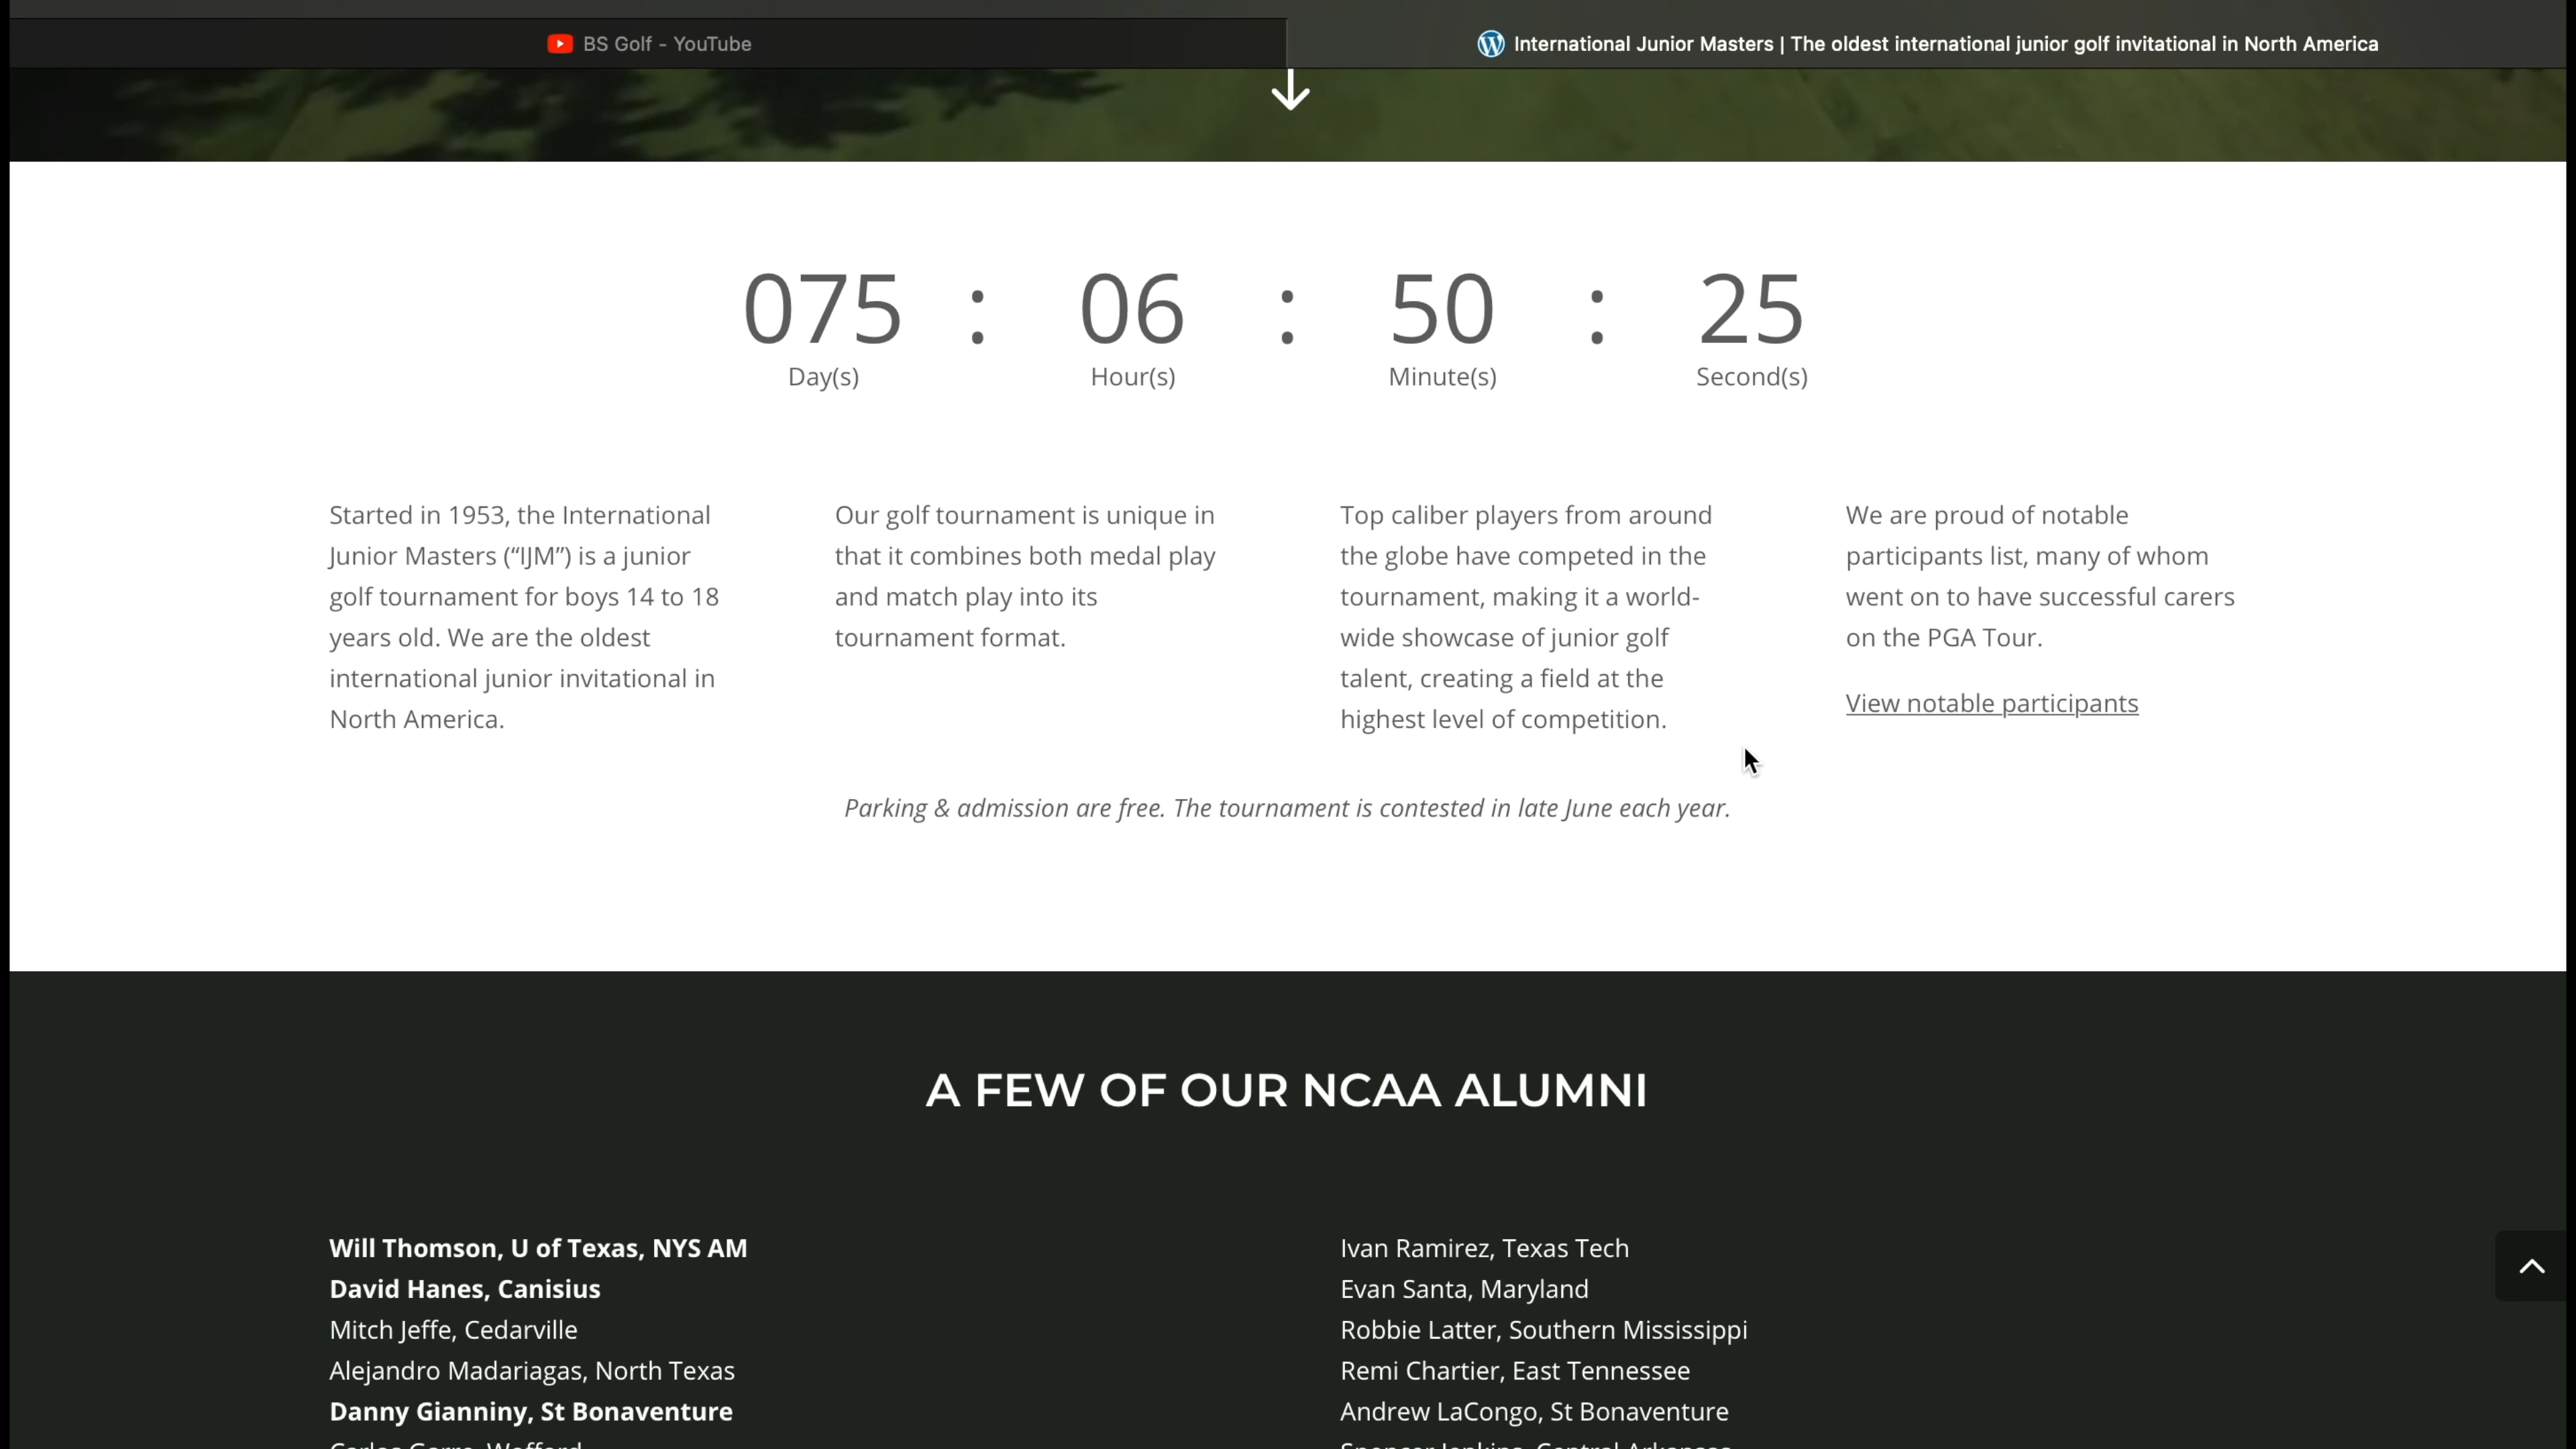 BS Golf - YouTube
International Junior Masters | The oldest international junior golf invitational in North America
075 : 06 : 50 : 25
Day(s) Hour(s) Minute(s) Second(s)
Started in 1953, the International
Junior Masters (“IJM”) is a junior
golf tournament for boys 14 to 18
years old. We are the oldest
international junior invitational in
North America.
Our golf tournament is unique in
that it combines both medal play
and match play into its
tournament format.
Top caliber players from around
the globe have competed in the
tournament, making it a world-
wide showcase of junior golf
talent, creating a field at the
highest level of competition.
We are proud of notable
participants list, many of whom
went on to have successful carers
on the PGA Tour.
View notable participants
Parking & admission are free. The tournament is contested in late June each year.
A FEW OF OUR NCAA ALUMNI
Will Thomson, U of Texas, NYS AM
David Hanes, Canisius
Mitch Jeffe, Cedarville
Alejandro Madariagas, North Texas
Danny Gianniny, St Bonaventure
Ivan Ramirez, Texas Tech
Evan Santa, Maryland
Robbie Latter, Southern Mississippi
Remi Chartier, East Tennessee
Andrew LaCongo, St Bonaventure